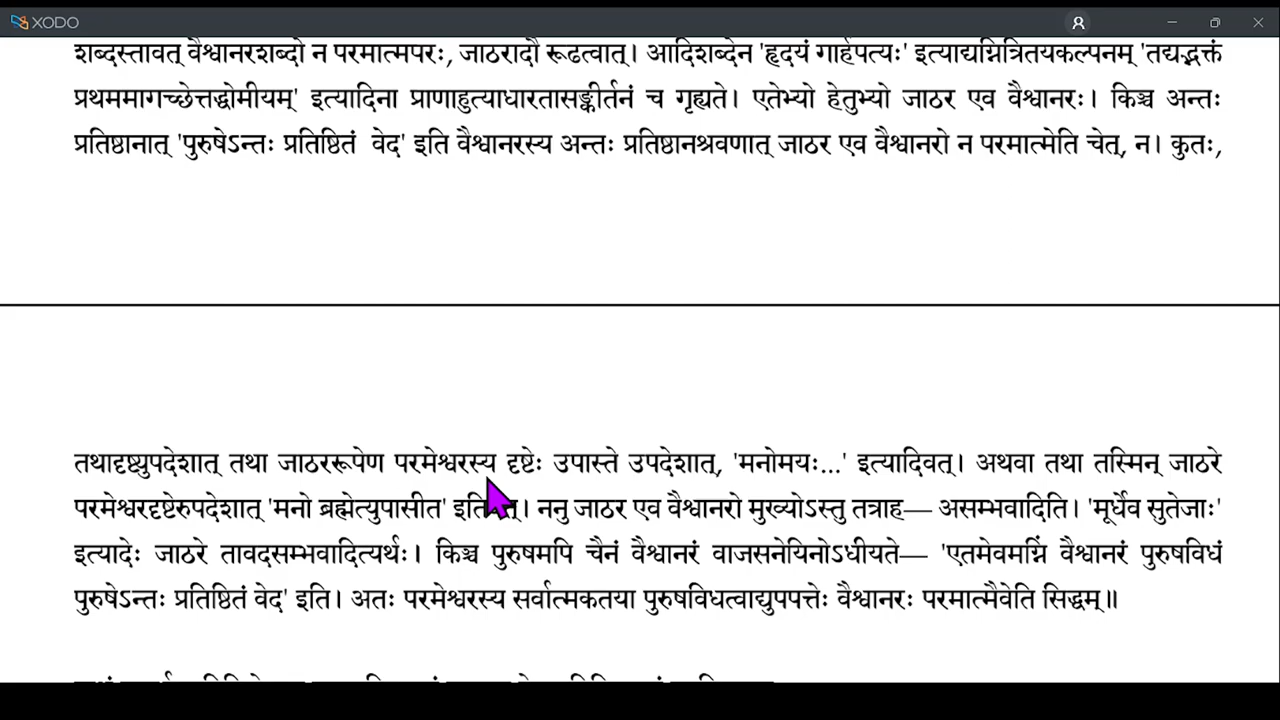 XODO
शब्दस्तावत् वैश्वानरशब्दो न परमात्मपरः, जाठरादौ रूढत्वात्। आदिशब्देन 'हृदयं गार्हपत्यः' इत्याद्यग्नित्रितयकल्पनम् 'तद्यद्भक्तं
प्रथममागच्छेत्तद्धोमीयम्' इत्यादिना प्राणाहुत्याधारतासङ्कीर्तनं च गृह्यते। एतेभ्यो हेतुभ्यो जाठर एव वैश्वानरः। किञ्च अन्तः
प्रतिष्ठानात् 'पुरुषेऽन्तः प्रतिष्ठितं वेद' इति वैश्वानरस्य अन्तः प्रतिष्ठानश्रवणात् जाठर एव वैश्वानरो न परमात्मेति चेत्, न। कुतः,
तथादृष्ट्युपदेशात् तथा जाठररूपेण परमेश्वरस्य दृष्टेः उपास्ते उपदेशात्, 'मनोमयः...' इत्यादिवत्। अथवा तथा तस्मिन् जाठरे
परमेश्वरदृष्टेरुपदेशात् 'मनो ब्रह्मेत्युपासीत' ननु जाठर एव वैश्वानरो मुख्योऽस्तु तत्राह— असम्भवादिति। 'मूर्धैव सुतेजाः'
इत्यादेः जाठरे तावदसम्भवादित्यर्थः। किञ्च पुरुषमपि चैनं वैश्वानरं वाजसनेयिनोऽधीयते— 'एतमेवमग्निं वैश्वानरं पुरुषविधं
पुरुषेऽन्तः प्रतिष्ठितं वेद' इति। अतः परमेश्वरस्य सर्वात्मकतया पुरुषविधत्वाद्युपपत्तेः वैश्वानरः परमात्मैवेति सिद्धम्॥